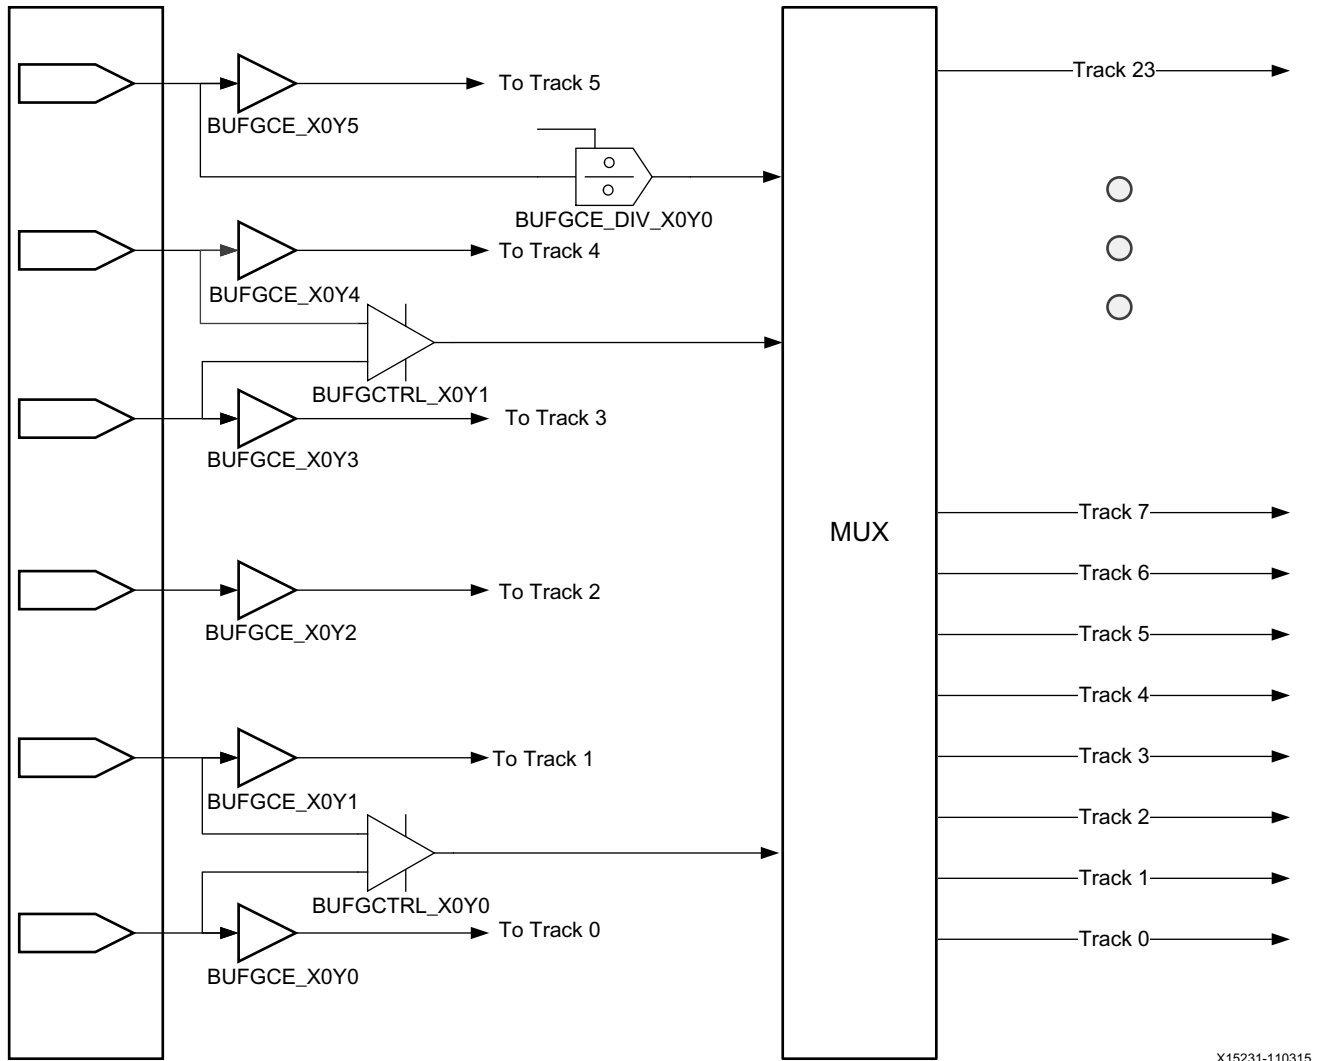 To Track 5
BUFGCE_X0Y5
BUFGCE_DIV_X0Y0
To Track 4
BUFGCE_X0Y4
BUFGCTRL_X0Y1
To Track 3
BUFGCE_X0Y3
To Track 2
BUFGCE_X0Y2
To Track 1
BUFGCE_X0Y1
BUFGCTRL_X0Y0
To Track 0
BUFGCE_X0Y0
MUX
Track 23
Track 7
Track 6
Track 5
Track 4
Track 3
Track 2
Track 1
Track 0
X15231-110315